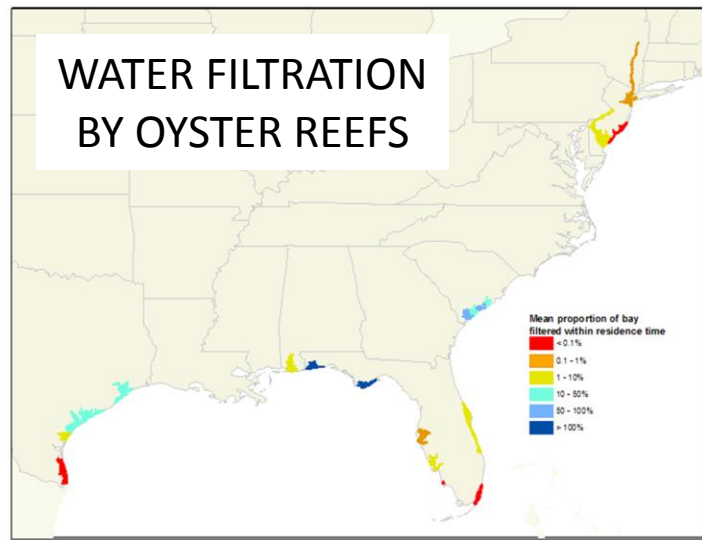 WATER FILTRATION
BY OYSTER REEFS
Mean proportion of bay
filtered within residence time
< 0.1%
0.1 - 1%
1 - 10%
10 - 50%
50 - 100%
> 100%